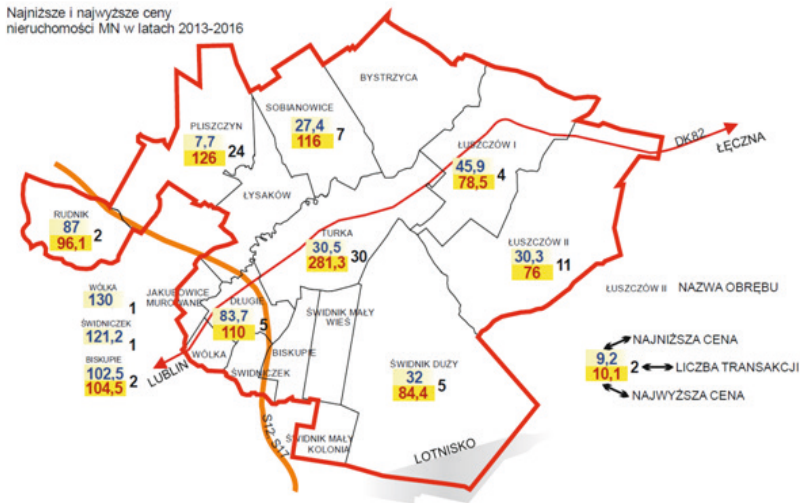 Najniższe i najwyższe ceny
nieruchomości MN w latach 2013-2016
BYSTRZYCA
SOBIANOWICE
27,4
116
7
PLISZCZYN
7,7
126
24
DK82
ŁĘCZNA
ŁUSZCZÓW I
45,9
78,5
4
ŁYSAKÓW
RUDNIK
87
96,1
2
TURKA
30,5
281,3
30
ŁUSZCZÓW II
30,3
76
11
WÓLKA
130
1
JAKUBOWICE
MUROWANE
DŁUGIE
83,7
110
5
ŁUSZCZÓW II NAZWA OBRĘBU
ŚWIDNICZEK
121,2
1
ŚWIDNIK MAŁY
WIEŚ
BISKUPIE
102,5
104,5
2
LUBLIN
WÓLKA
BISKUPIE
ŚWIDNICZEK
ŚWIDNIK DUŻY
32
84,4
5
NAJNIŻSZA CENA
9,2
10,1
2
LICZBA TRANSAKCJI
NAJWYŻSZA CENA
S12-S17
ŚWIDNIK MAŁY
KOLONIA
LOTNISKO